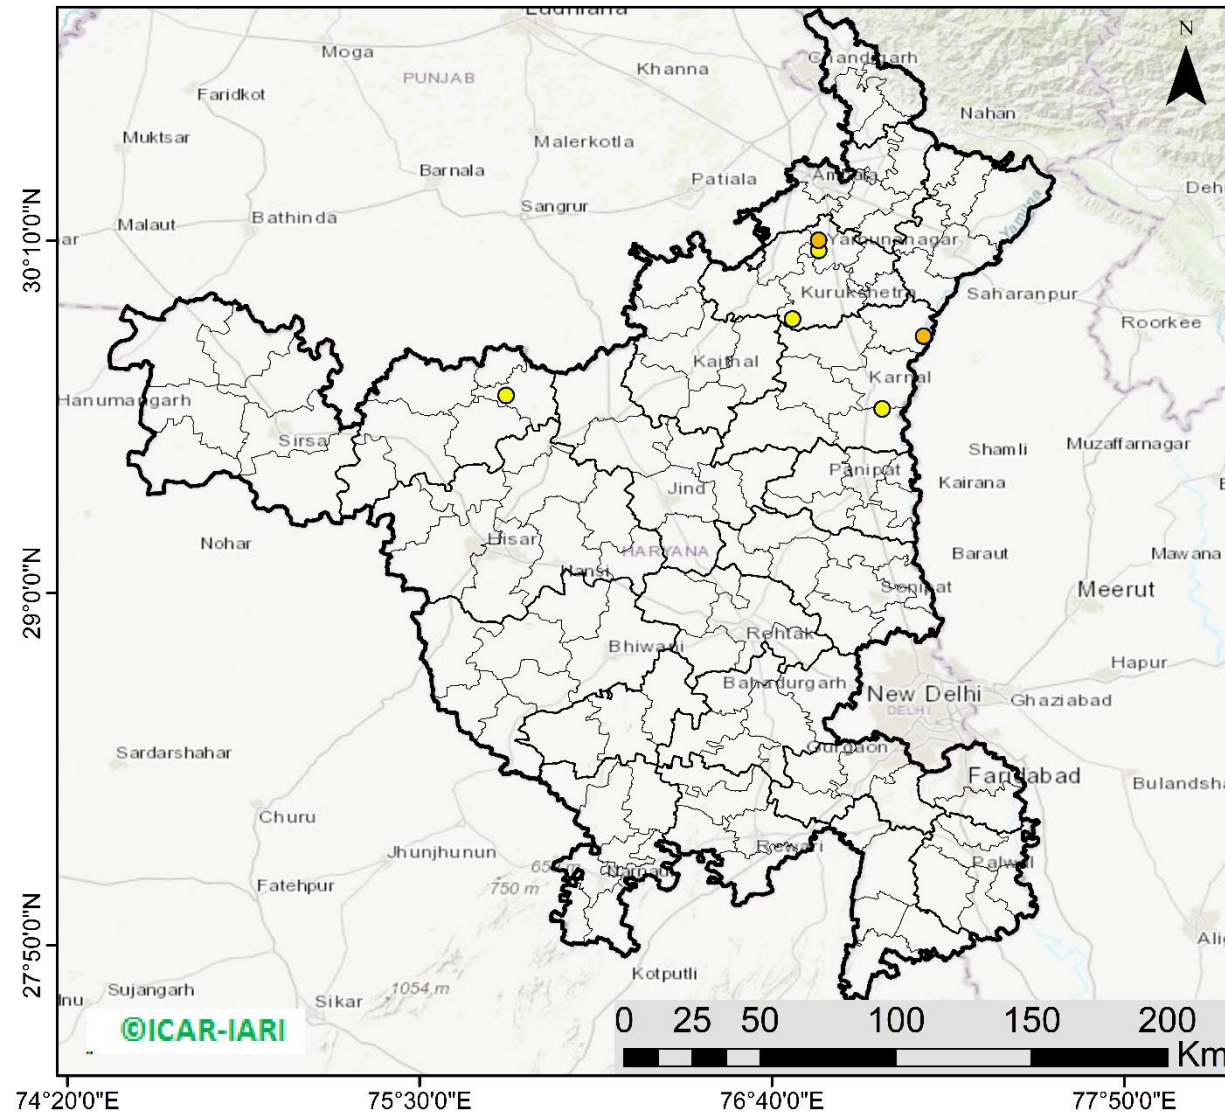 Ludhiana
Moga
Chandigarh
PUNJAB
Khanna
Faridkot
Nahan
Muktsar
Malerkotla
Barnala
Patiala
Ambala
Sangrur
Bathinda
Malaut
Yamuna
Yamunanagar
30°10'0"N
Kurukshetra
Saharanpur
Roorkee
Kaithal
Karnal
Hanumangarh
Sirsa
Shamli
Muzaffarnagar
Panipat
Kairana
Jind
Nohar
Hisar
HARYANA
Baraut
Mawana
Hansi
Sonipat
29°0'0"N
Meerut
Rohtak
Bhiwani
Hapur
Bahadurgarh
New Delhi
Ghaziabad
DELHI
Sardarshahar
Gurgaon
Faridabad
Bulandsha
Churu
Jhunjhunun
Rewari
Palwal
Narnaul
750 m
Fatehpur
27°50'0"N
Kotputli
1054 m
Sujangarh
Sikar
©ICAR-IARI
0 25 50 100 150 200
Km
74°20'0"E 75°30'0"E 76°40'0"E 77°50'0"E
N